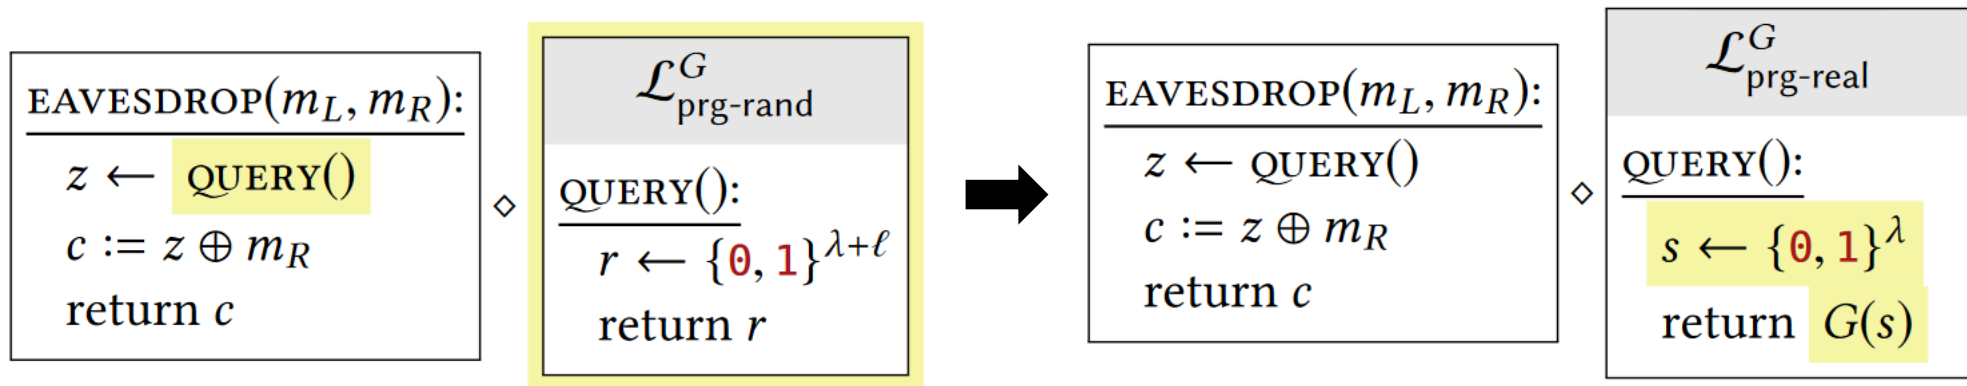 EAVESDROP(m_L, m_R):
z ← QUERY()
c := z ⊕ m_R
return c
⋄
ℒ^G_prg-rand
QUERY():
r ← {0, 1}^{λ+ℓ}
return r
EAVESDROP(m_L, m_R):
z ← QUERY()
c := z ⊕ m_R
return c
⋄
ℒ^G_prg-real
QUERY():
s ← {0, 1}^λ
return G(s)